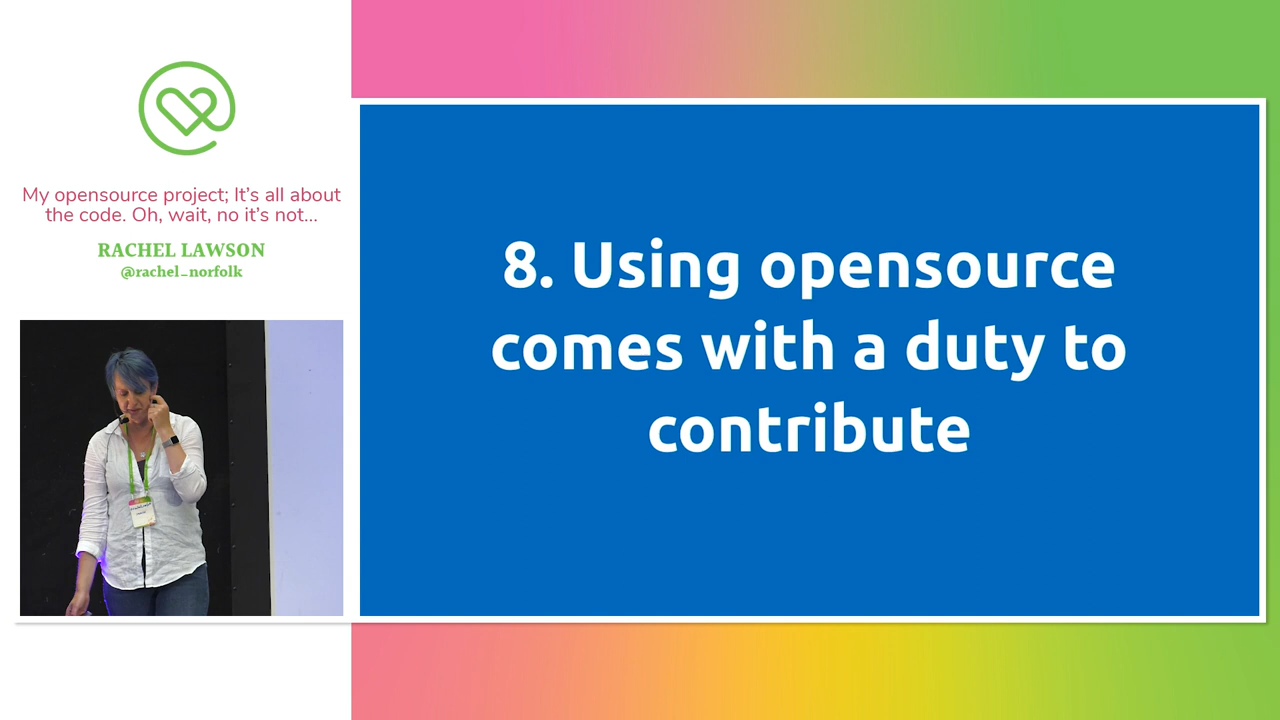 My opensource project; It's all about
the code. Oh, wait, no it's not...
RACHEL LAWSON
@rachel_norfolk
8. Using opensource
comes with a duty to
contribute